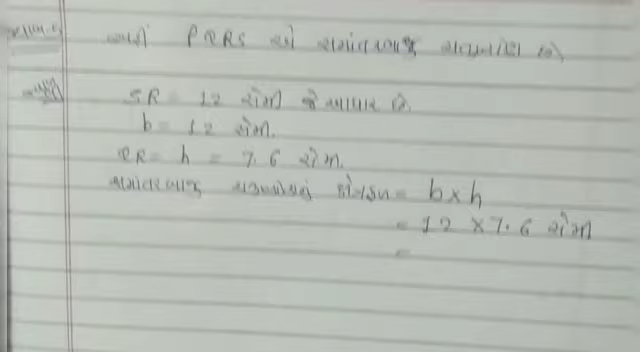 અહીં PQRS એ સમાંતરબાજુ ચતુષ્કોણ છે,
SR = 12 સેમી જે આધાર છે.
b = 12 સેમી.
QR = h = 7.6 સેમી.
સમાંતરબાજુ ચતુષ્કોણનું ક્ષેત્રફળ = b × h
= 12 × 7.6 સેમી
=